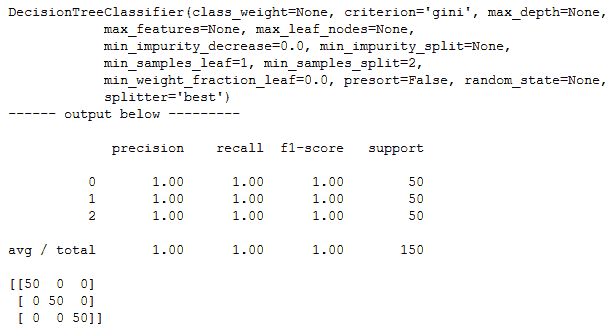 DecisionTreeClassifier(class_weight=None, criterion='gini', max_depth=None,
            max_features=None, max_leaf_nodes=None,
            min_impurity_decrease=0.0, min_impurity_split=None,
            min_samples_leaf=1, min_samples_split=2,
            min_weight_fraction_leaf=0.0, presort=False, random_state=None,
            splitter='best')
------ output below ---------
             precision    recall  f1-score   support
          0       1.00      1.00      1.00        50
          1       1.00      1.00      1.00        50
          2       1.00      1.00      1.00        50
avg / total       1.00      1.00      1.00       150
[[50  0  0]
 [ 0 50  0]
 [ 0  0 50]]